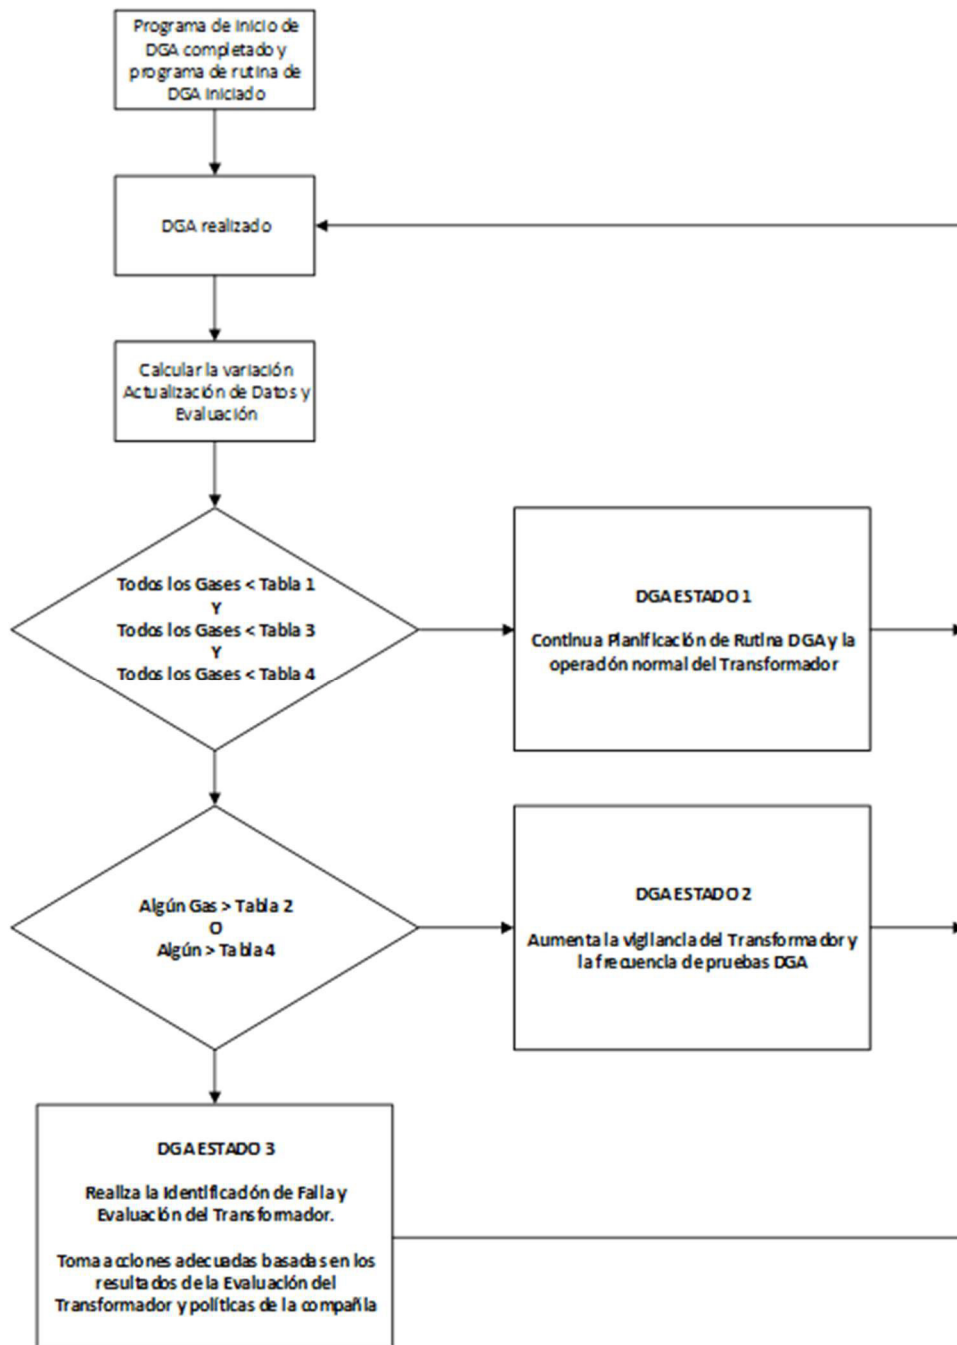 Programa de Inicio de
DGA completado y
programa de rutina de
DGA iniciado
DGA realizado
Calcular la variación
Actualización de Datos y
Evaluación
Todos los Gases < Tabla 1
Y
Todos los Gases < Tabla 3
Y
Todos los Gases < Tabla 4
DGA ESTADO 1
Continua Planificación de Rutina DGA y la
operación normal del Transformador
Algún Gas > Tabla 2
O
Algún > Tabla 4
DGA ESTADO 2
Aumenta la vigilancia del Transformador y
la frecuencia de pruebas DGA
DGA ESTADO 3
Realiza la Identificación de Falla y
Evaluación del Transformador.
Toma acciones adecuadas basadas en los
resultados de la Evaluación del
Transformador y políticas de la compañía